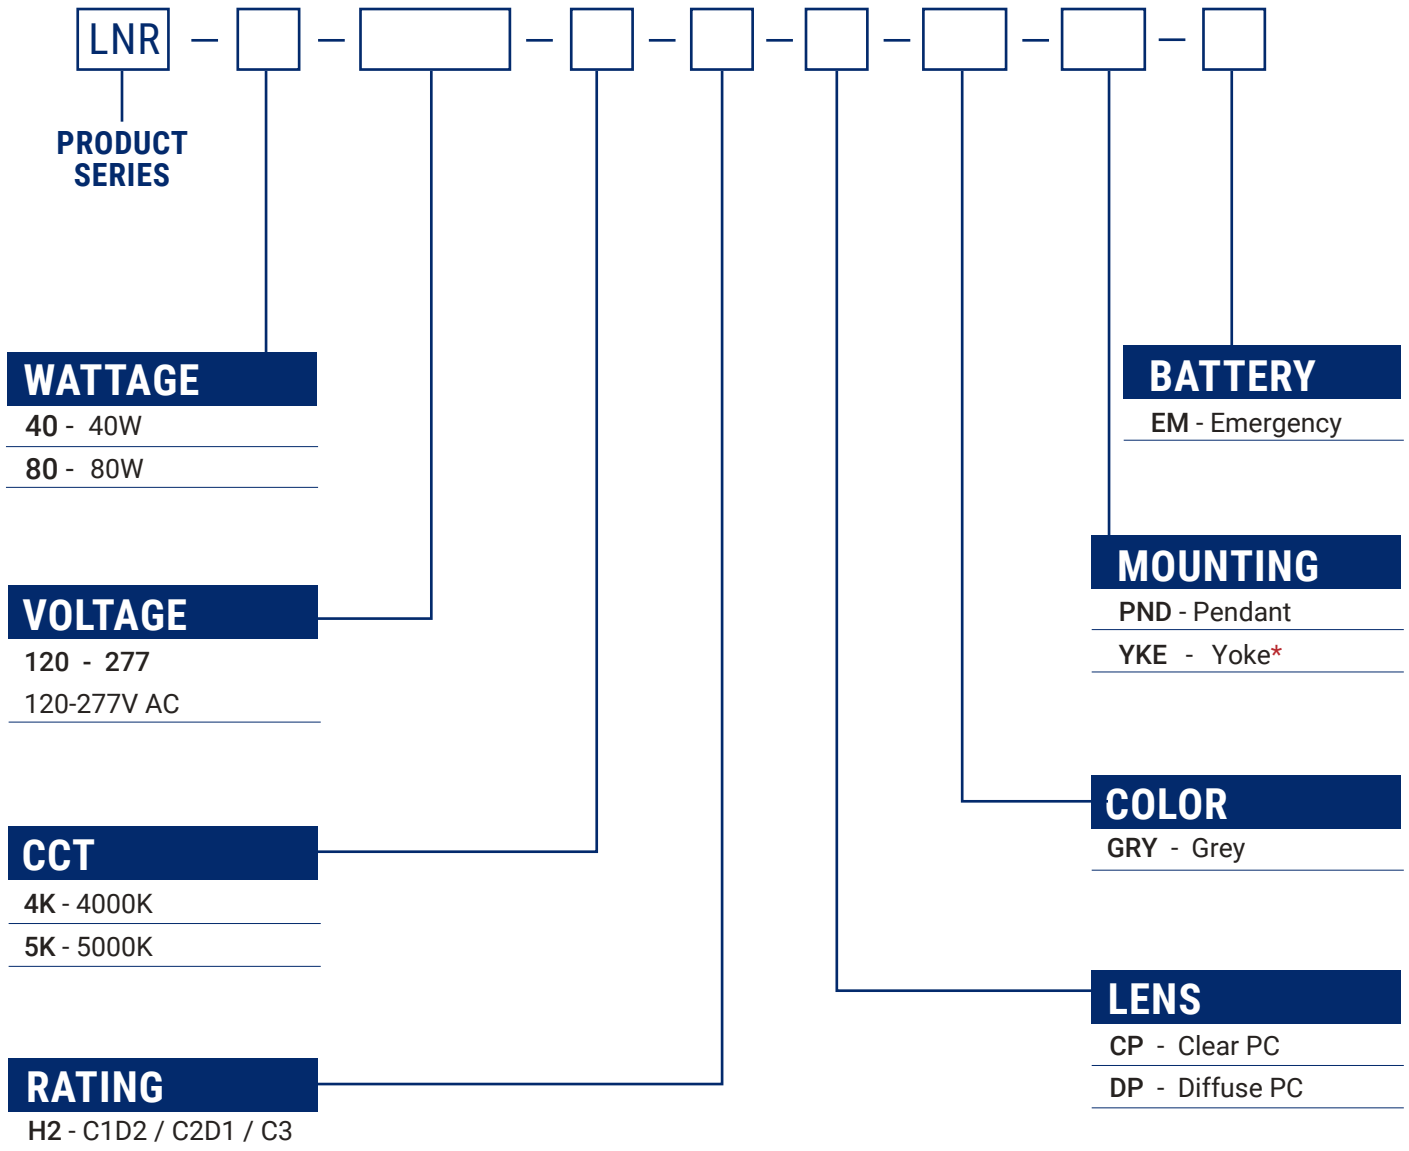 LNR – – – – – – – –
PRODUCT
SERIES
WATTAGE
40 - 40W
80 - 80W
VOLTAGE
120 - 277
120-277V AC
CCT
4K - 4000K
5K - 5000K
RATING
H2 - C1D2 / C2D1 / C3
BATTERY
EM - Emergency
MOUNTING
PND - Pendant
YKE - Yoke*
COLOR
GRY - Grey
LENS
CP - Clear PC
DP - Diffuse PC